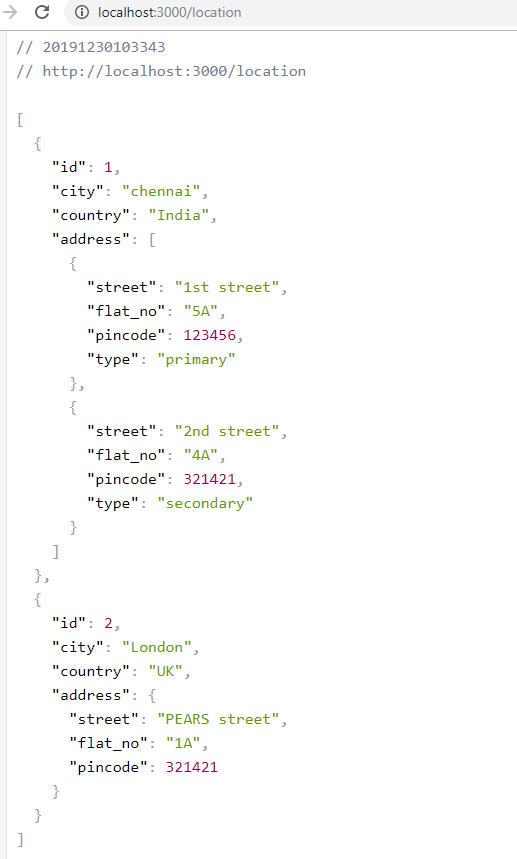 localhost:3000/location
// 20191230103343
// http://localhost:3000/location
[
  {
    "id": 1,
    "city": "chennai",
    "country": "India",
    "address": [
      {
        "street": "1st street",
        "flat_no": "5A",
        "pincode": 123456,
        "type": "primary"
      },
      {
        "street": "2nd street",
        "flat_no": "4A",
        "pincode": 321421,
        "type": "secondary"
      }
    ]
  },
  {
    "id": 2,
    "city": "London",
    "country": "UK",
    "address": {
      "street": "PEARS street",
      "flat_no": "1A",
      "pincode": 321421
    }
  }
]